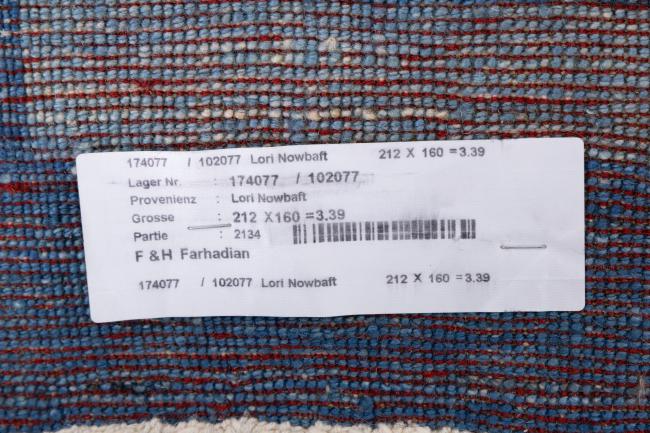 174077 / 102077 Lori Nowbaft 212 X 160 =3.39
Lager Nr. : 174077 / 102077
Provenienz : Lori Nowbaft
Grosse : 212 X160 =3.39
Partie : 2134
F & H Farhadian
174077 / 102077 Lori Nowbaft 212 X 160 =3.39